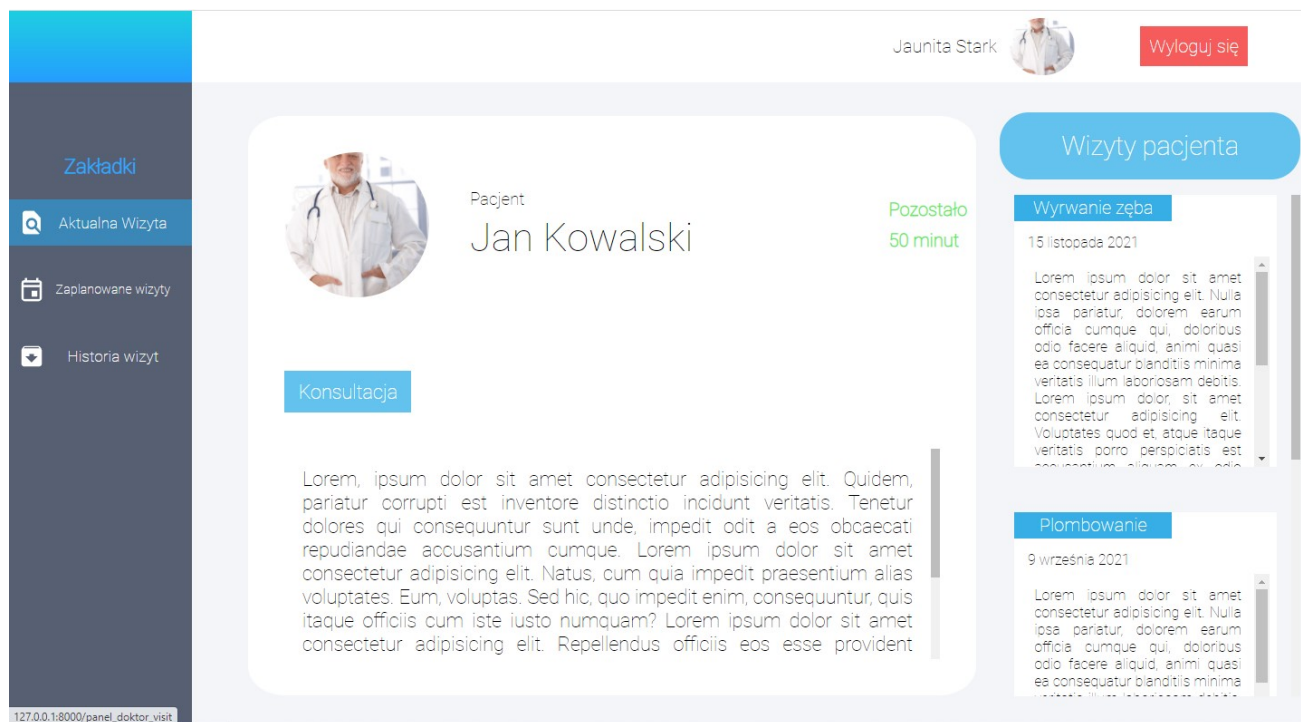 Jaunita Stark
Wyloguj się
Zakładki
Aktualna Wizyta
Zaplanowane wizyty
Historia wizyt
Pacjent
Jan Kowalski
Pozostało
50 minut
Konsultacja
Lorem, ipsum dolor sit amet consectetur adipisicing elit. Quidem,
pariatur corrupti est inventore distinctio incidunt veritatis. Tenetur
dolores qui consequuntur sunt unde, impedit odit a eos obcaecati
repudiandae accusantium cumque. Lorem ipsum dolor sit amet
consectetur adipisicing elit. Natus, cum quia impedit praesentium alias
voluptates. Eum, voluptas. Sed hic, quo impedit enim, consequuntur, quis
itaque officiis cum iste iusto numquam? Lorem ipsum dolor sit amet
consectetur adipisicing elit. Repellendus officiis eos esse provident
Wizyty pacjenta
Wyrwanie zęba
15 listopada 2021
Lorem ipsum dolor sit amet
consectetur adipisicing elit. Nulla
ipsa pariatur, dolorem earum
officia cumque qui, doloribus
odio facere aliquid, animi quasi
ea consequatur blanditiis minima
veritatis illum laboriosam debitis.
Lorem ipsum dolor, sit amet
consectetur adipisicing elit.
Voluptates quod et, atque itaque
veritatis porro perspiciatis est
accusantium aliquam ex odio
Plombowanie
9 września 2021
Lorem ipsum dolor sit amet
consectetur adipisicing elit. Nulla
ipsa pariatur, dolorem earum
officia cumque qui, doloribus
odio facere aliquid, animi quasi
ea consequatur blanditiis minima
127.0.0.1:8000/panel_doktor_visit